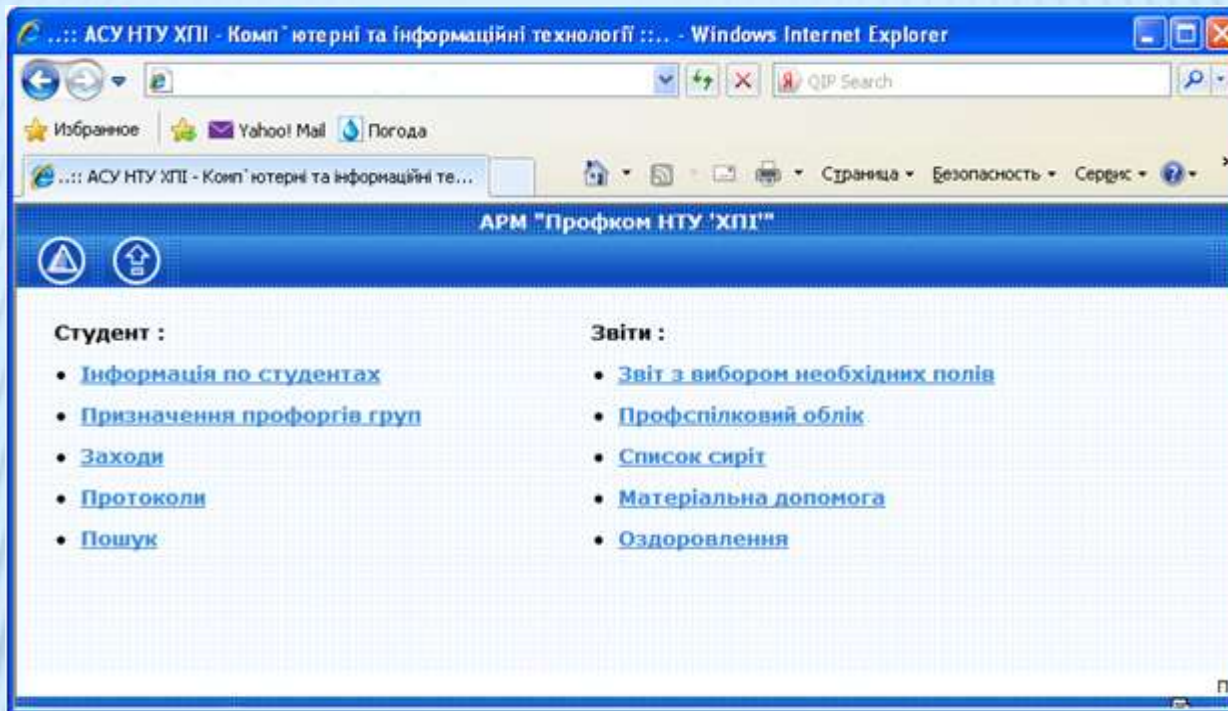 ..:: АСУ НТУ ХПІ - Комп`ютерні та інформаційні технології ::.. - Windows Internet Explorer
QIP Search
Избранное Yahoo! Mail Погода
..:: АСУ НТУ ХПІ - Комп`ютерні та інформаційні те...
Страница Безопасность Сервис
АРМ "Профком НТУ 'ХПІ'"
Студент :
Інформація по студентах
Призначення профоргів груп
Заходи
Протоколи
Пошук
Звіти :
Звіт з вибором необхідних полів
Профспілковий облік
Список сиріт
Матеріальна допомога
Оздоровлення